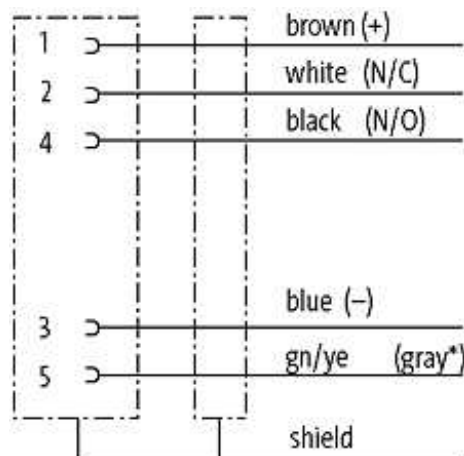 1 brown (+)
2 white (N/C)
4 black (N/O)
3 blue (–)
5 gn/ye (gray*)
shield